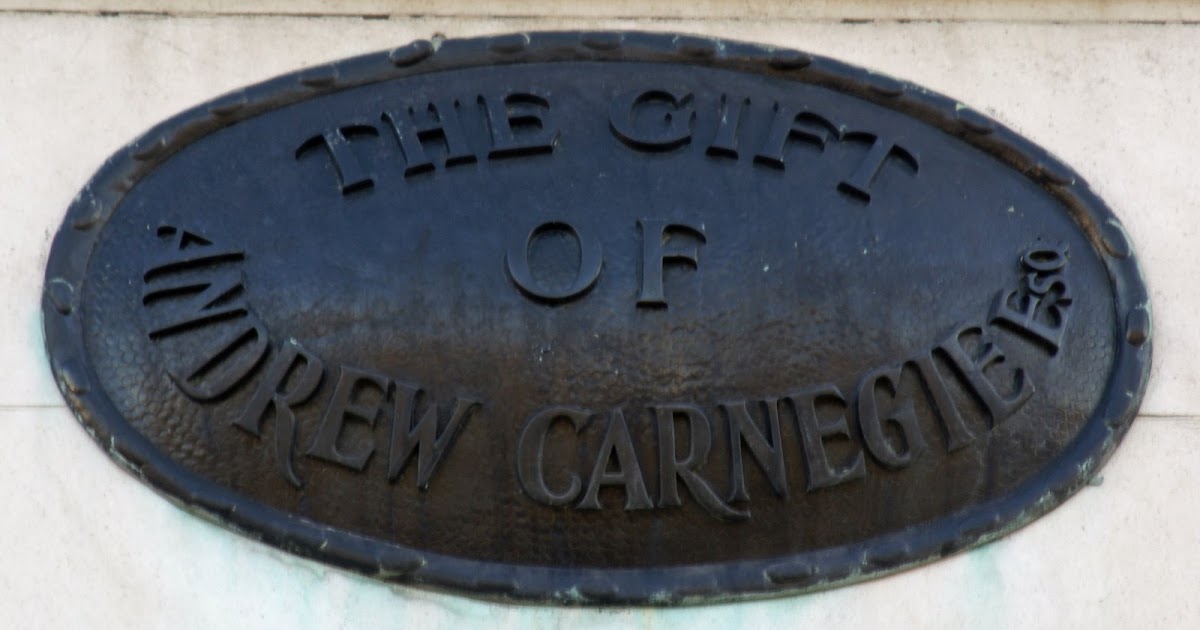 THE GIFT
OF
ANDREW CARNEGIE ESQ.